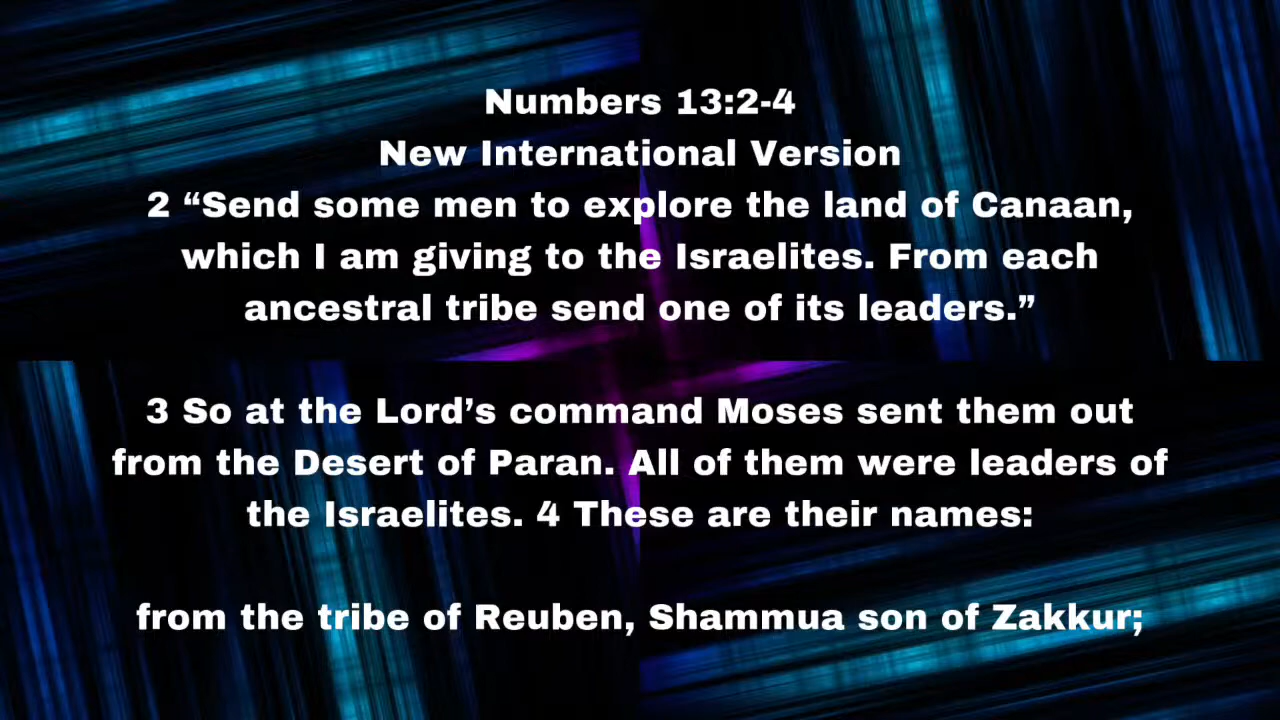 Numbers 13:2-4
New International Version
2 “Send some men to explore the land of Canaan,
which I am giving to the Israelites. From each
ancestral tribe send one of its leaders.”
3 So at the Lord’s command Moses sent them out
from the Desert of Paran. All of them were leaders of
the Israelites. 4 These are their names:
from the tribe of Reuben, Shammua son of Zakkur;